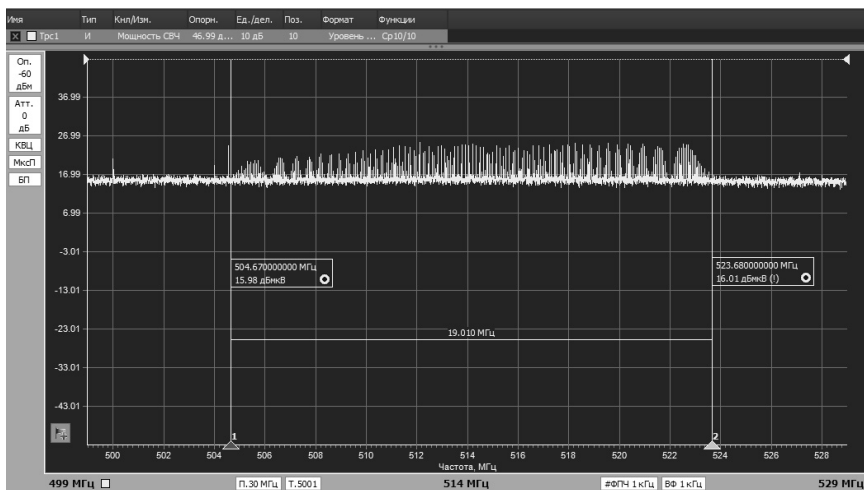 Имя Тип Кнл/Изм. Опорн. Ед./дел. Поз. Формат Функции
Трс1 И Мощность СВЧ 46.99 д... 10 дБ 10 Уровень ... Ср10/10
Оп.
-60
дБм
Атт.
0
дБ
КВЦ
МксП
БП
36.99
26.99
16.99
6.99
-3.01
-13.01
-23.01
-33.01
-43.01
504.670000000 МГц
15.98 дБмкВ
523.680000000 МГц
16.01 дБмкВ (!)
19.010 МГц
1 2
500 502 504 506 508 510 512 514 516 518 520 522 524 526 528
Частота, МГц
499 МГц П.30 МГц Т.5001 514 МГц #ФПЧ 1 кГц ВФ 1 кГц 529 МГц